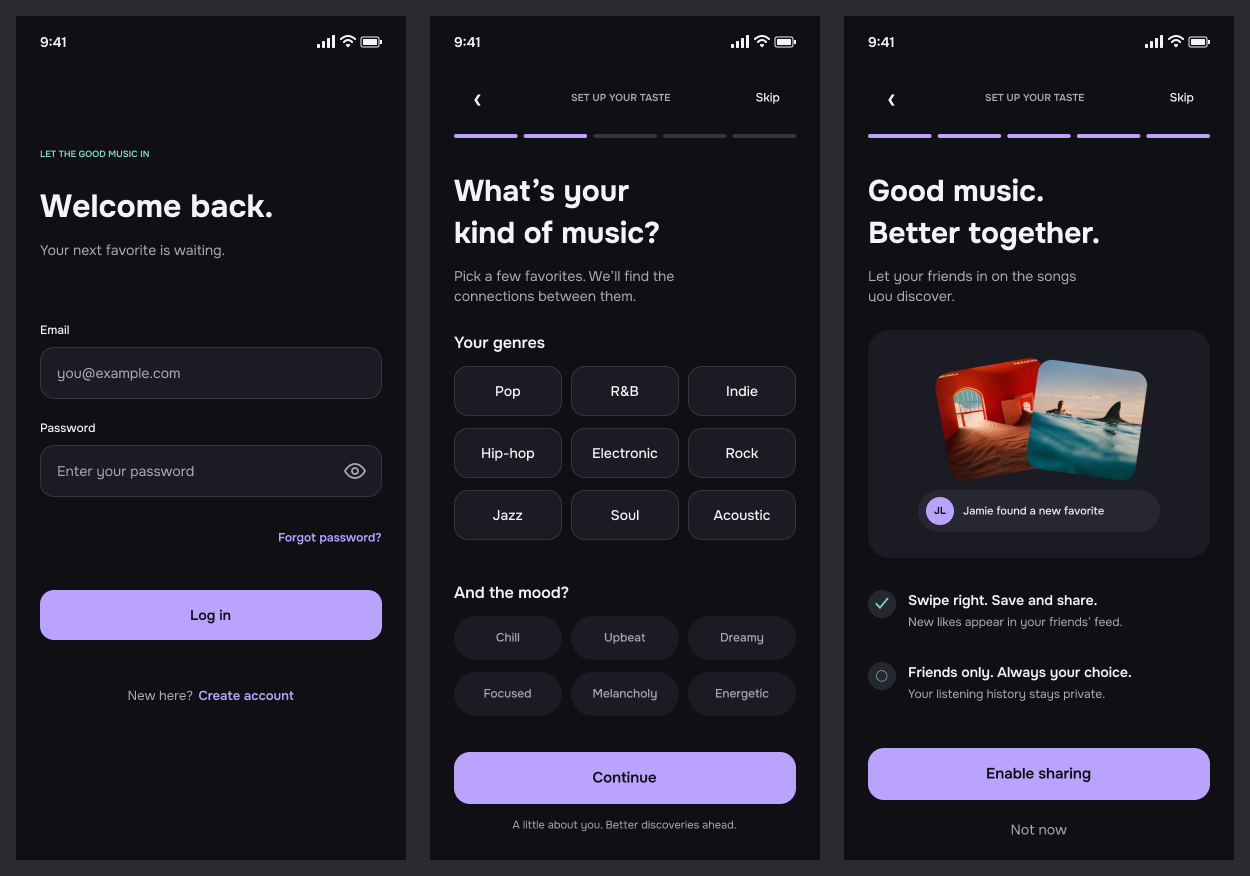 9:41
LET THE GOOD MUSIC IN
Welcome back.
Your next favorite is waiting.
Email
you@example.com
Password
Enter your password
Forgot password?
Log in
New here? Create account
9:41
SET UP YOUR TASTE
Skip
What’s your
kind of music?
Pick a few favorites. We’ll find the
connections between them.
Your genres
Pop
R&B
Indie
Hip-hop
Electronic
Rock
Jazz
Soul
Acoustic
And the mood?
Chill
Upbeat
Dreamy
Focused
Melancholy
Energetic
Continue
A little about you. Better discoveries ahead.
9:41
SET UP YOUR TASTE
Skip
Good music.
Better together.
Let your friends in on the songs
you discover.
JL
Jamie found a new favorite
Swipe right. Save and share.
New likes appear in your friends’ feed.
Friends only. Always your choice.
Your listening history stays private.
Enable sharing
Not now